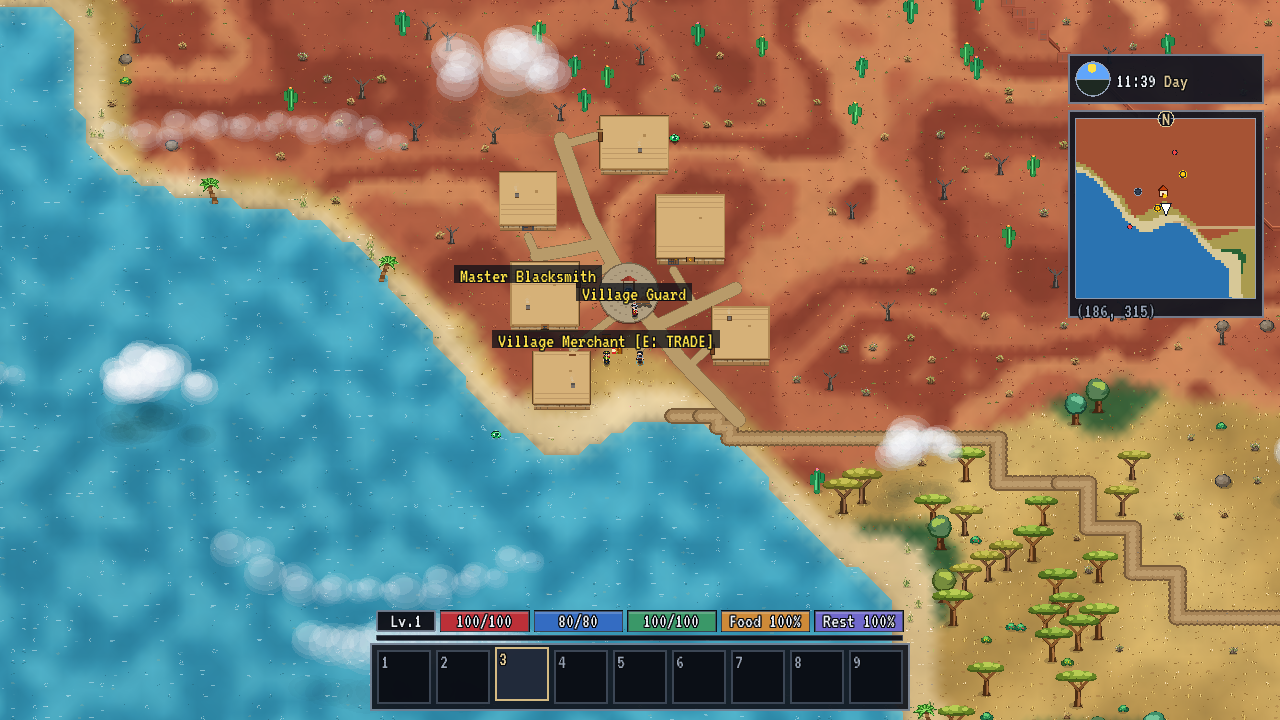 11:39 Day
N
(186, 315)
Master Blacksmith
Village Guard
Village Merchant [E: TRADE]
Lv.1
100/100
80/80
100/100
Food 100%
Rest 100%
1
2
3
4
5
6
7
8
9